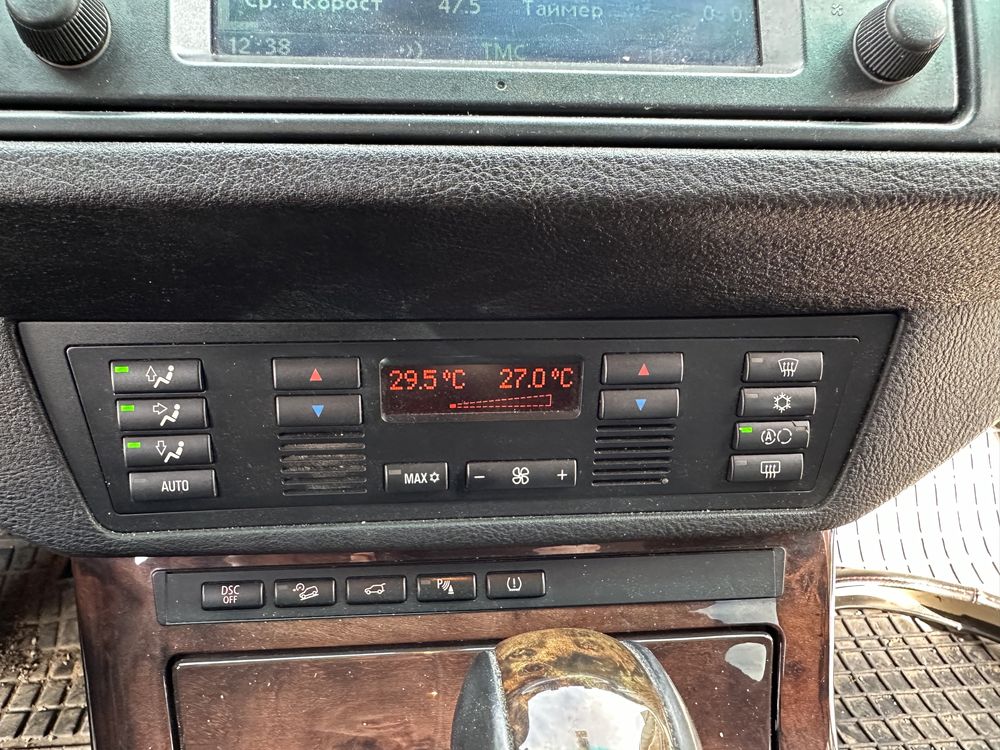 Ср. скорост 47.5 Таймер
12:38 TMC
29.5°C 27.0°C
A
AUTO
MAX
- +
DSC OFF
P